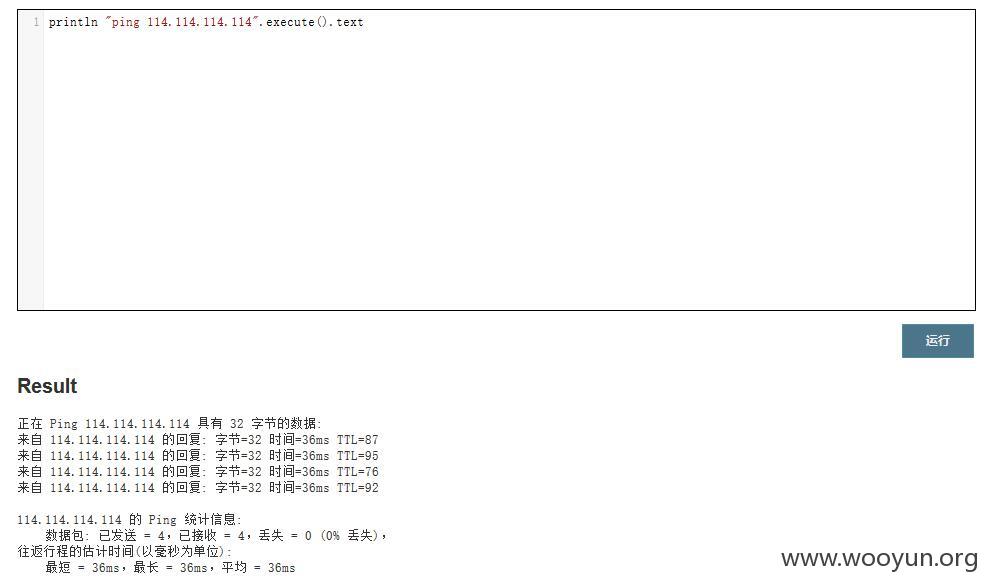 1 println "ping 114.114.114.114".execute().text
运行
Result
正在 Ping 114.114.114.114 具有 32 字节的数据:
来自 114.114.114.114 的回复: 字节=32 时间=36ms TTL=87
来自 114.114.114.114 的回复: 字节=32 时间=36ms TTL=95
来自 114.114.114.114 的回复: 字节=32 时间=36ms TTL=76
来自 114.114.114.114 的回复: 字节=32 时间=36ms TTL=92
114.114.114.114 的 Ping 统计信息:
数据包: 已发送 = 4，已接收 = 4，丢失 = 0 (0% 丢失)，
往返行程的估计时间(以毫秒为单位):
最短 = 36ms，最长 = 36ms，平均 = 36ms
www.wooyun.org